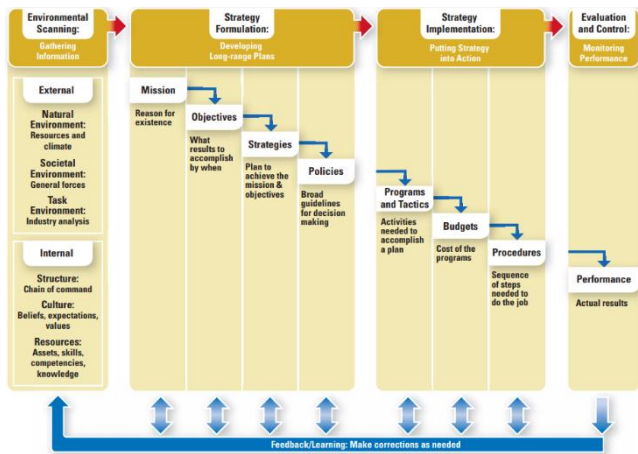 Environmental
Scanning:
Gathering
Information
Strategy
Formulation:
Developing
Long-range Plans
Strategy
Implementation:
Putting Strategy
into Action
Evaluation
and Control:
Monitoring
Performance
External
Natural
Environment:
Resources and
climate
Societal
Environment:
General forces
Task
Environment:
Industry analysis
Internal
Structure:
Chain of command
Culture:
Beliefs, expectations,
values
Resources:
Assets, skills,
competencies,
knowledge
Mission
Reason for
existence
Objectives
What
results to
accomplish
by when
Strategies
Plan to
achieve the
mission &
objectives
Policies
Broad
guidelines
for decision
making
Programs
and Tactics
Activities
needed to
accomplish
a plan
Budgets
Cost of the
programs
Procedures
Sequence
of steps
needed to
do the job
Performance
Actual results
Feedback/Learning: Make corrections as needed